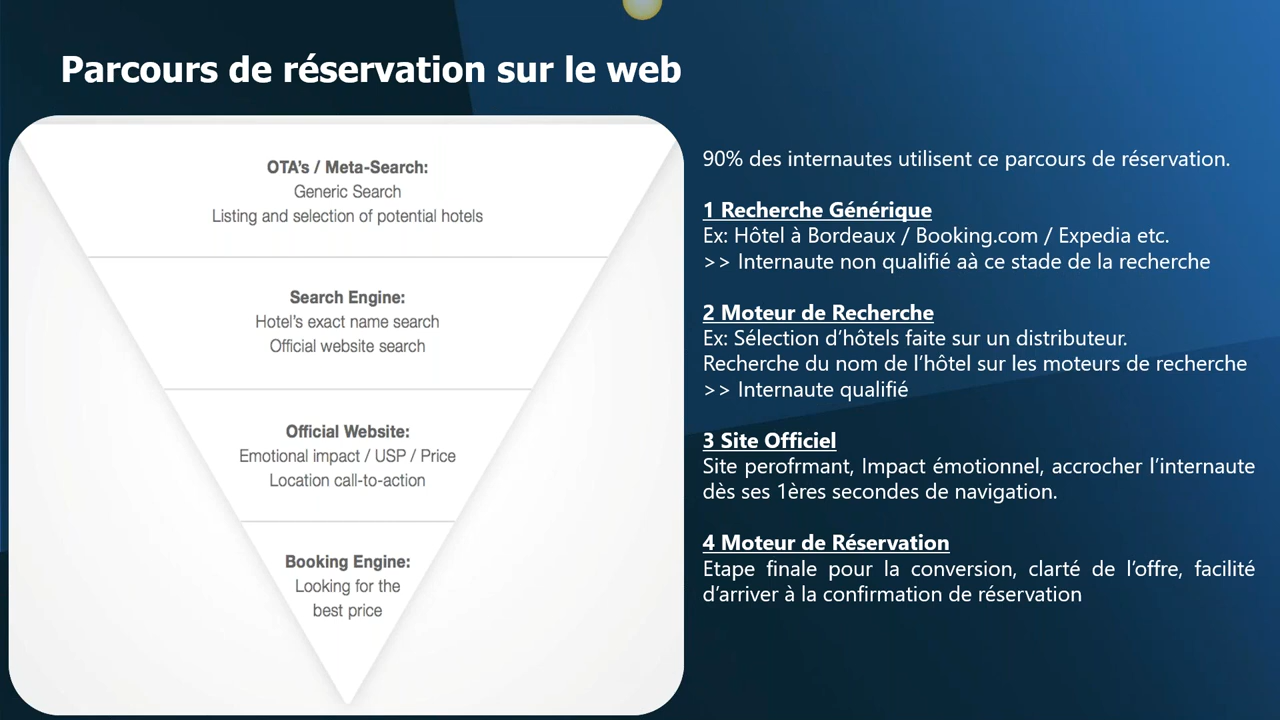 Parcours de réservation sur le web
OTA's / Meta-Search:
Generic Search
Listing and selection of potential hotels
Search Engine:
Hotel's exact name search
Official website search
Official Website:
Emotional impact / USP / Price
Location call-to-action
Booking Engine:
Looking for the
best price
90% des internautes utilisent ce parcours de réservation.
1 Recherche Générique
Ex: Hôtel à Bordeaux / Booking.com / Expedia etc.
>> Internaute non qualifié aà ce stade de la recherche
2 Moteur de Recherche
Ex: Sélection d'hôtels faite sur un distributeur.
Recherche du nom de l'hôtel sur les moteurs de recherche
>> Internaute qualifié
3 Site Officiel
Site perofrmant, Impact émotionnel, accrocher l'internaute
dès ses 1ères secondes de navigation.
4 Moteur de Réservation
Etape finale pour la conversion, clarté de l'offre, facilité
d'arriver à la confirmation de réservation